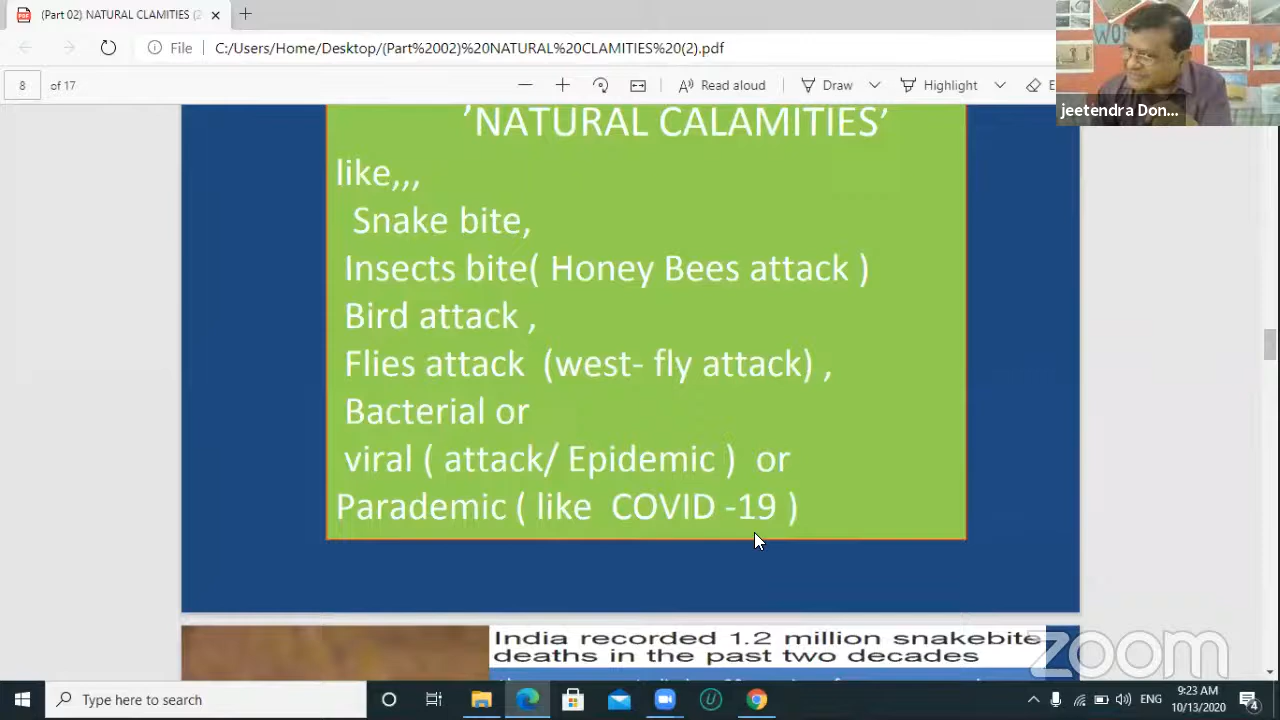 (Part 02) NATURAL CALAMITIES (2
File
C:/Users/Home/Desktop/(Part%2002)%20NATURAL%20CLAMITIES%20(2).pdf
8 of 17
Read aloud
Draw
Highlight
E
jeetendra Don...
’NATURAL CALAMITIES’
like,,,
Snake bite,
Insects bite( Honey Bees attack )
Bird attack ,
Flies attack (west- fly attack) ,
Bacterial or
viral ( attack/ Epidemic ) or
Parademic ( like COVID -19 )
India recorded 1.2 million snakebite
deaths in the past two decades
zoom
Type here to search
ENG
9:23 AM
10/13/2020
4